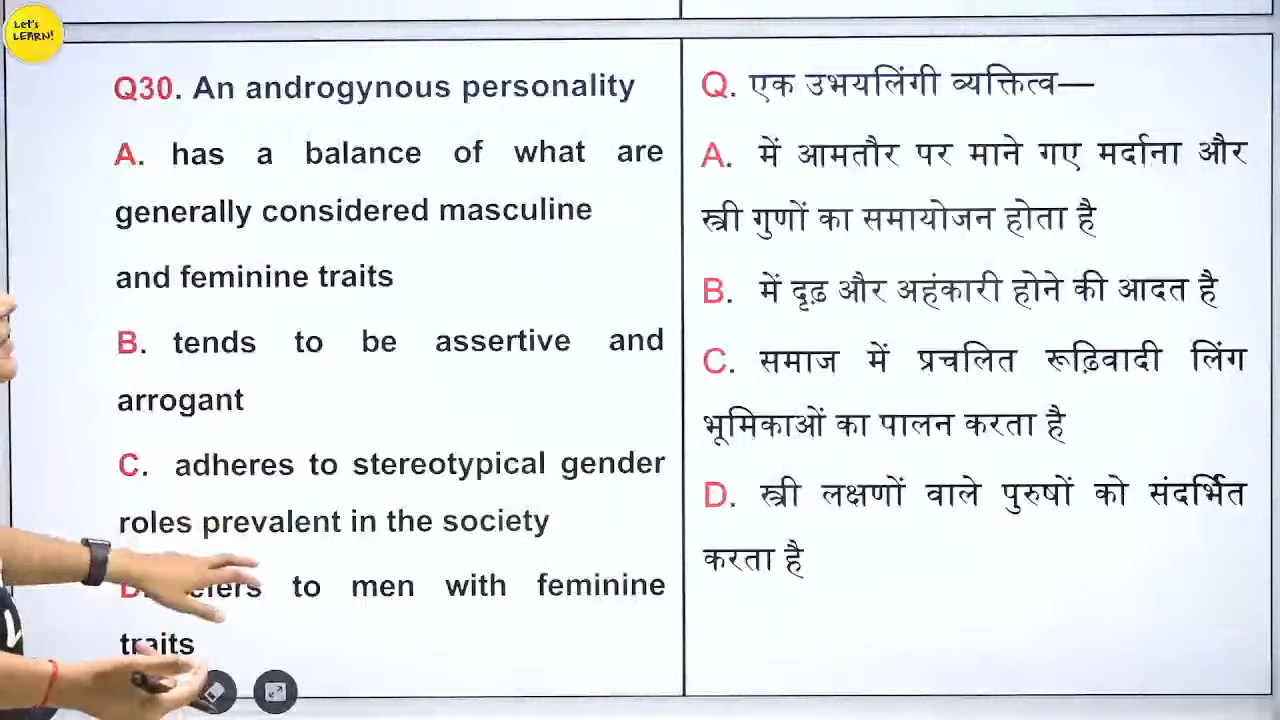 Let's
LEARN!
Q30. An androgynous personality
A. has a balance of what are
generally considered masculine
and feminine traits
B. tends to be assertive and
arrogant
C. adheres to stereotypical gender
roles prevalent in the society
to men with feminine
traits
Q. एक उभयलिंगी व्यक्तित्व—
A. में आमतौर पर माने गए मर्दाना और
स्त्री गुणों का समायोजन होता है
B. में दृढ़ और अहंकारी होने की आदत है
C. समाज में प्रचलित रूढ़िवादी लिंग
भूमिकाओं का पालन करता है
D. स्त्री लक्षणों वाले पुरुषों को संदर्भित
करता है